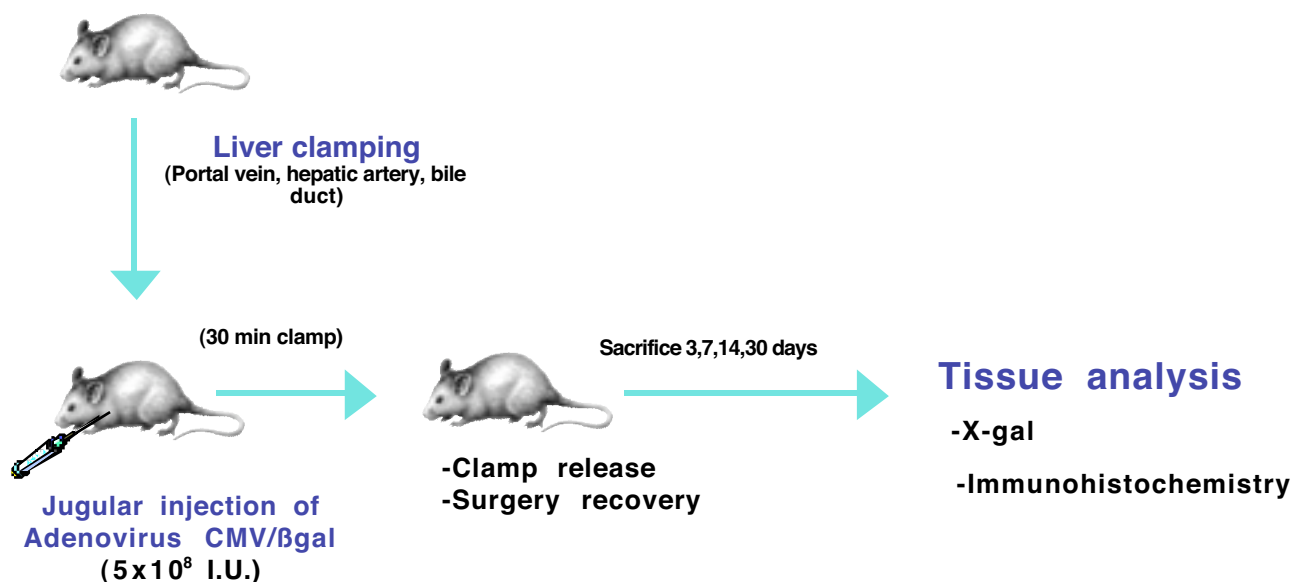 Liver clamping
(Portal vein, hepatic artery, bile
duct)
(30 min clamp)
Sacrifice 3,7,14,30 days
Jugular injection of
Adenovirus CMV/ßgal
(5x10⁸ I.U.)
-Clamp release
-Surgery recovery
Tissue analysis
-X-gal
-Immunohistochemistry